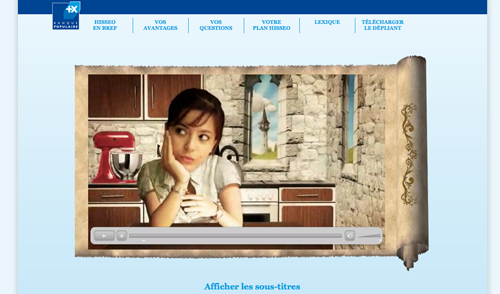 BANQUE
POPULAIRE
HISSEO
EN BREF
VOS
AVANTAGES
VOS
QUESTIONS
VOTRE
PLAN HISSEO
LEXIQUE
TÉLÉCHARGER
LE DÉPLIANT
Afficher les sous-titres